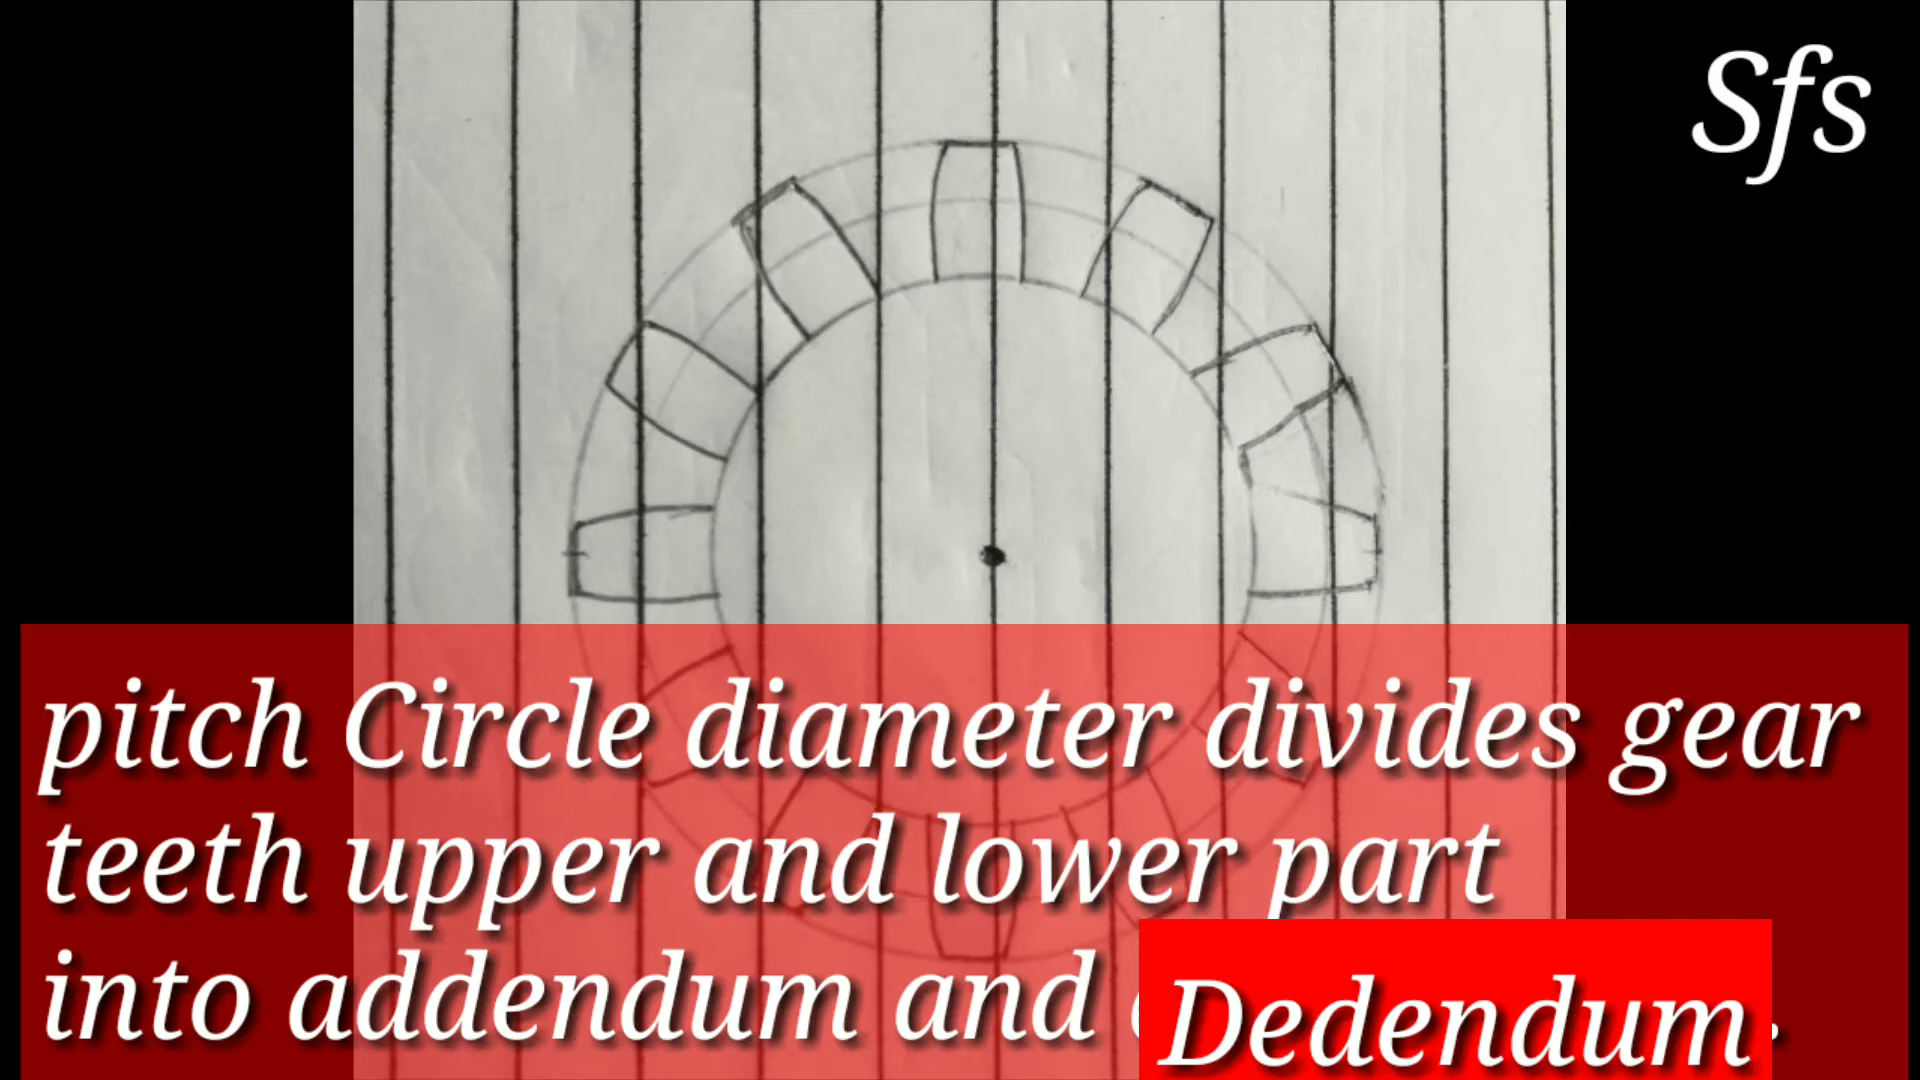 Sfs
pitch Circle diameter divides gear
teeth upper and lower part
into addendum and Dedendum.